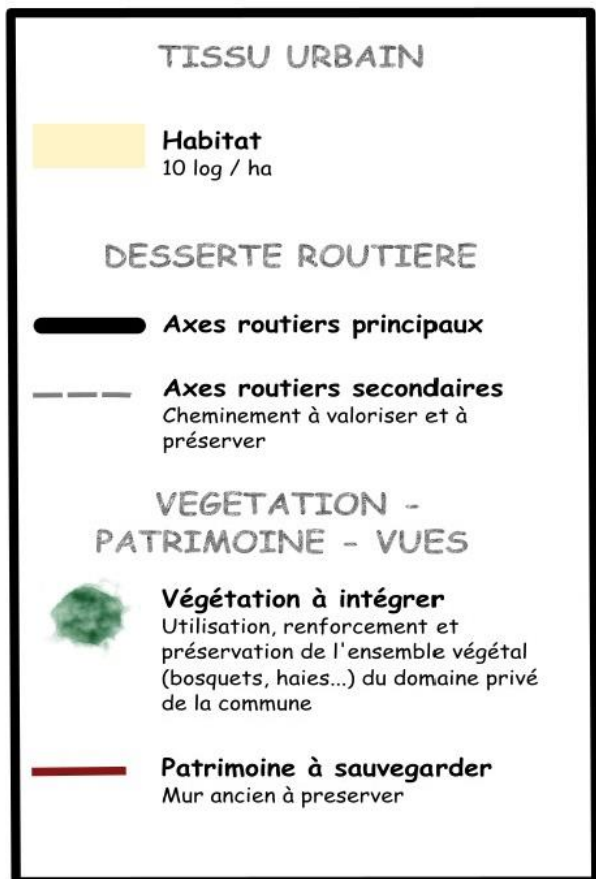 TISSU URBAIN
Habitat
10 log / ha
DESSERTE ROUTIERE
Axes routiers principaux
Axes routiers secondaires
Cheminement à valoriser et à
préserver
VEGETATION -
PATRIMOINE - VUES
Végétation à intégrer
Utilisation, renforcement et
préservation de l'ensemble végétal
(bosquets, haies...) du domaine privé
de la commune
Patrimoine à sauvegarder
Mur ancien à preserver